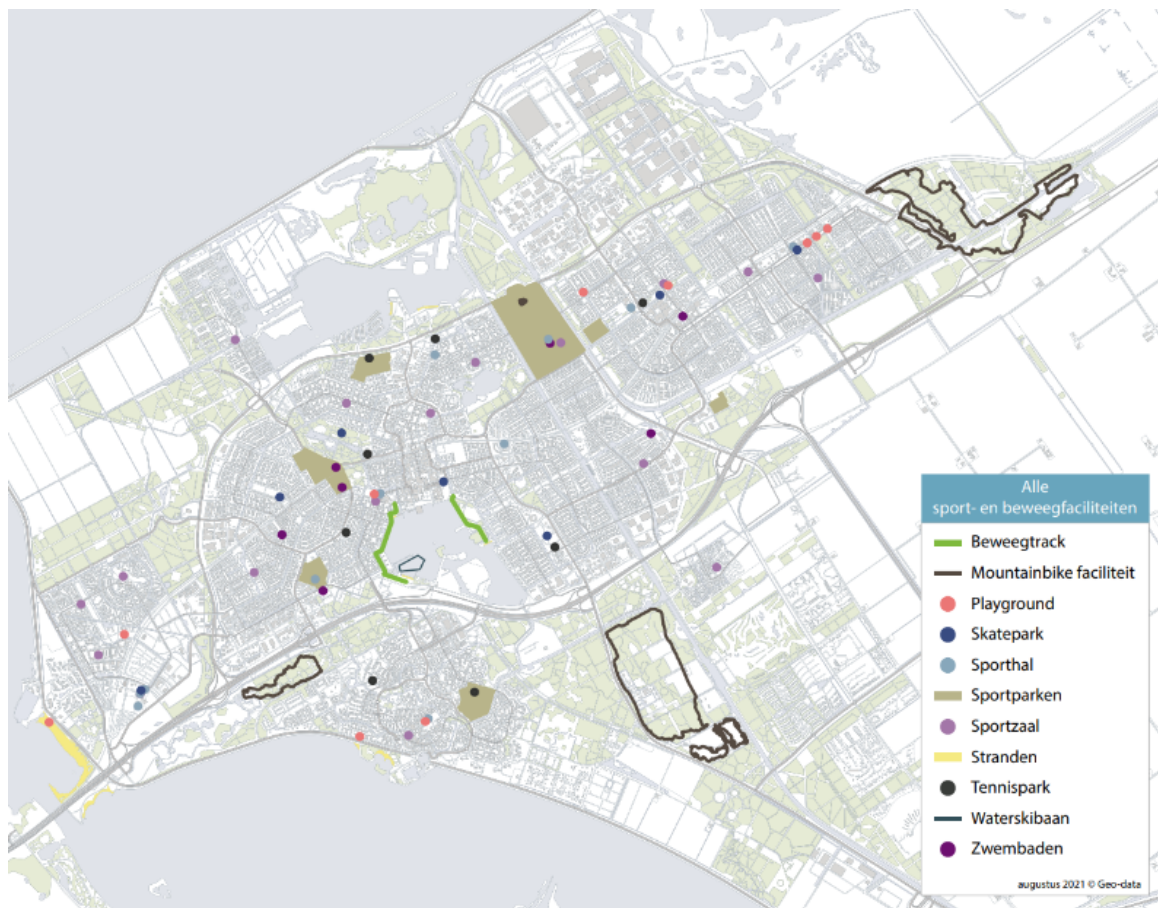 Alle
sport- en beweegfaciliteiten
Beweegtrack
Mountainbike faciliteit
Playground
Skatepark
Sporthal
Sportparken
Sportzaal
Stranden
Tennispark
Waterskibaan
Zwembaden
augustus 2021 © Geo-data